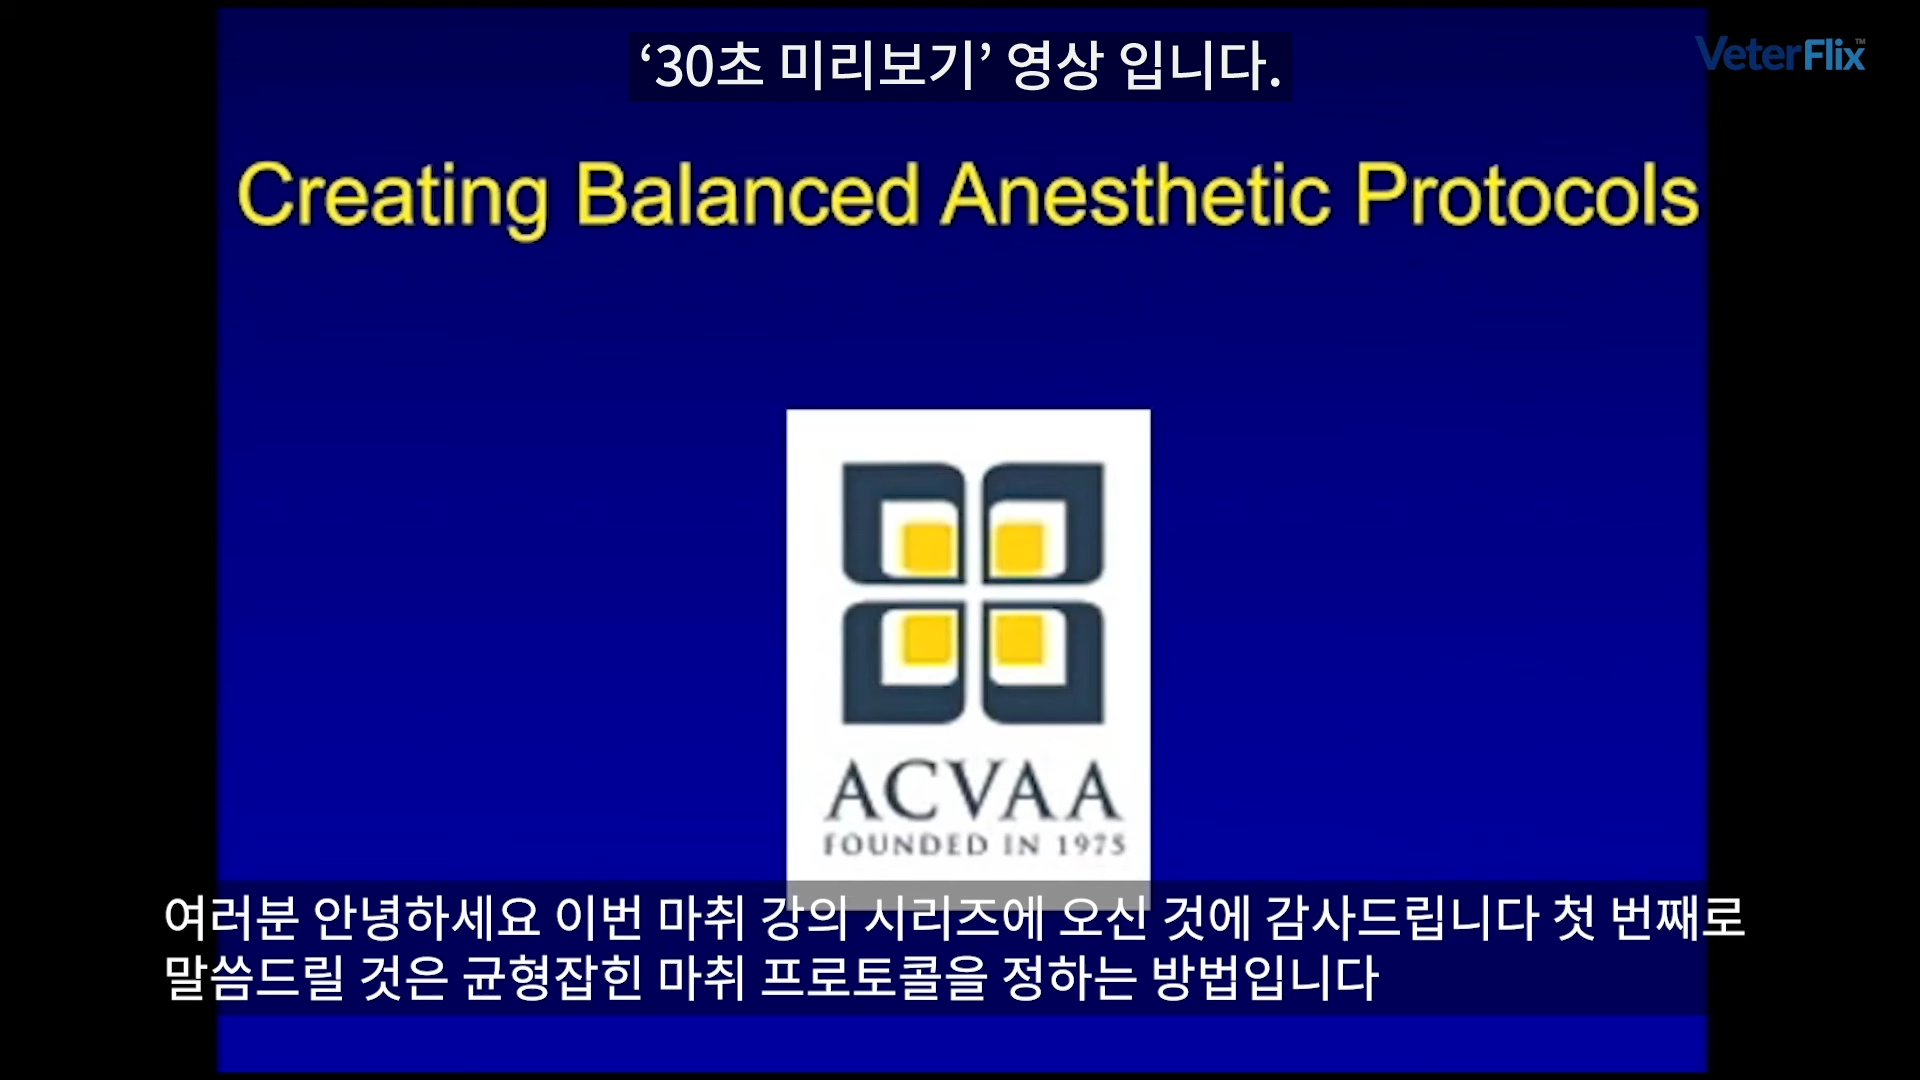 ‘30초 미리보기’ 영상 입니다.
VeterFlix™
Creating Balanced Anesthetic Protocols
ACVAA
FOUNDED IN 1975
여러분 안녕하세요 이번 마취 강의 시리즈에 오신 것에 감사드립니다 첫 번째로
말씀드릴 것은 균형잡힌 마취 프로토콜을 정하는 방법입니다